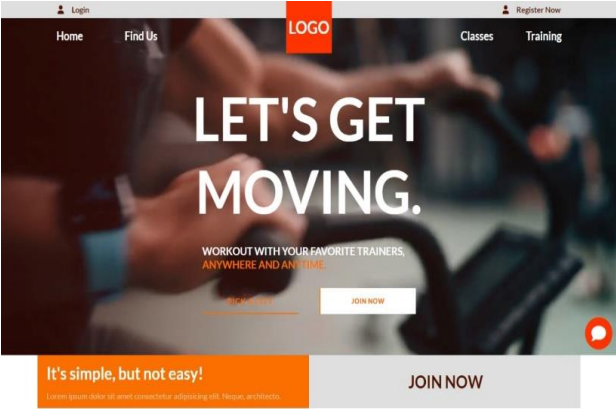 Login
Register Now
LOGO
Home
Find Us
Classes
Training
LET'S GET
MOVING.
WORKOUT WITH YOUR FAVORITE TRAINERS,
ANYWHERE AND ANYTIME.
JOIN NOW
It's simple, but not easy!
JOIN NOW
Lorem ipsum dolor sit amet consectetur adipisicing elit. Neque, architecto.